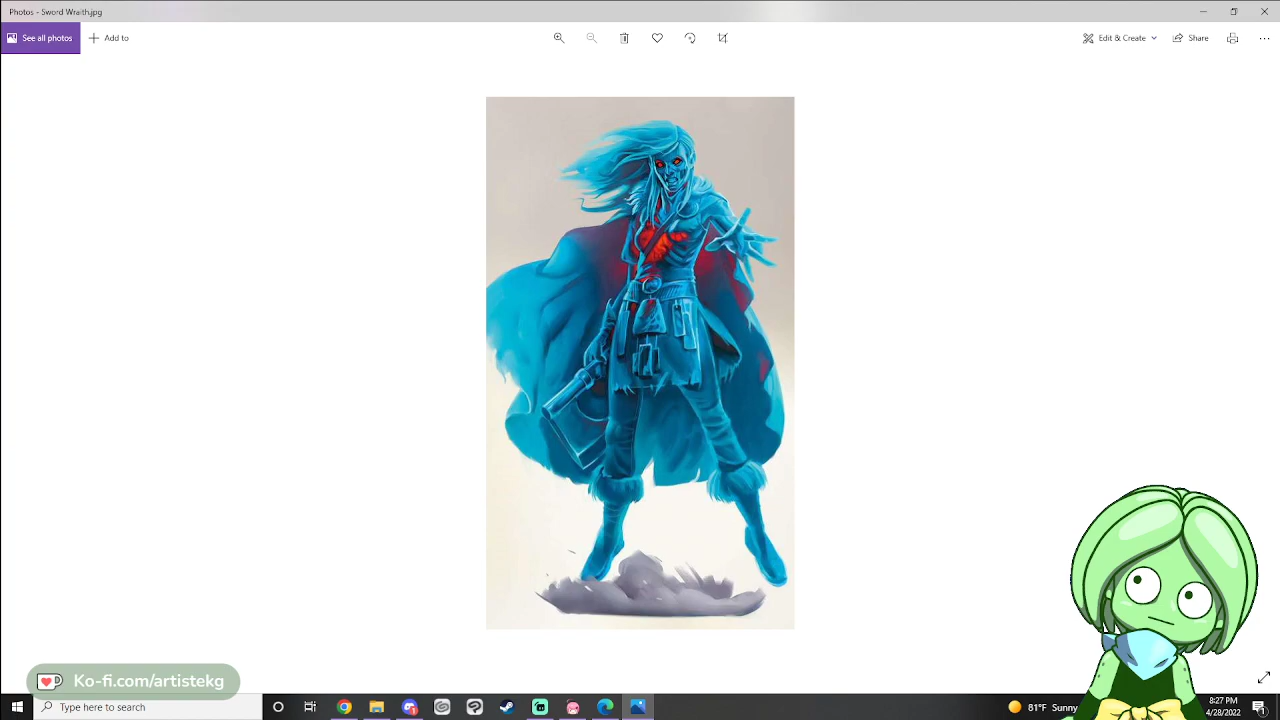 Photos - Sword Wraith.jpg
See all photos
Add to
Edit & Create
Share
Ko-fi.com/artistekg
Type here to search
81°F Sunny
8:27 PM
4/28/2022